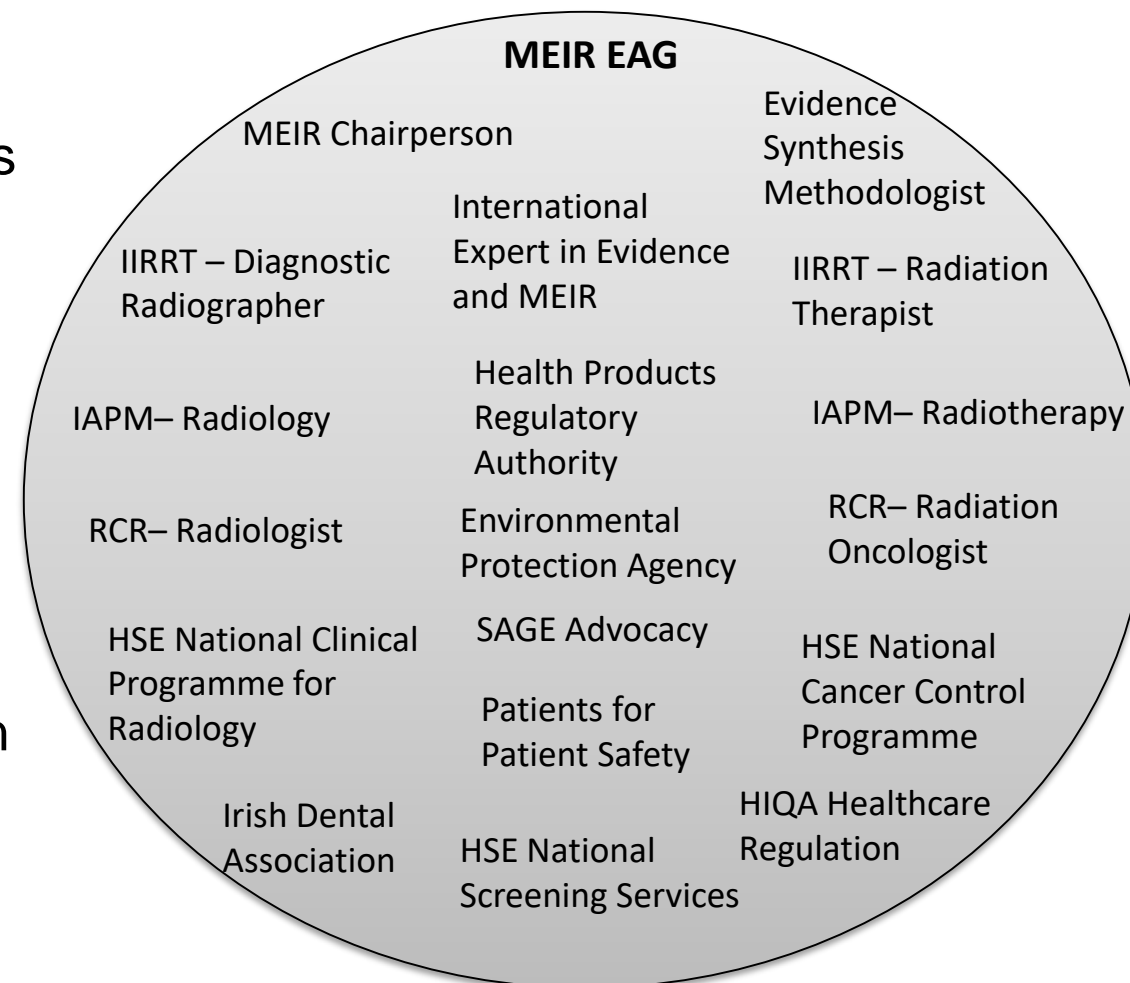 MEIR EAG
MEIR Chairperson
Evidence
Synthesis
Methodologist
s
International
Expert in Evidence
and MEIR
IIRRT – Diagnostic
Radiographer
IIRRT – Radiation
Therapist
Health Products
Regulatory
Authority
IAPM– Radiology
IAPM– Radiotherapy
RCR– Radiologist
Environmental
Protection Agency
RCR– Radiation
Oncologist
HSE National Clinical
Programme for
Radiology
SAGE Advocacy
HSE National
Cancer Control
Programme
Patients for
Patient Safety
Irish Dental
Association
HSE National
Screening Services
HIQA Healthcare
Regulation